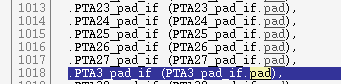 1013 .PTA23_pad_if (PTA23_pad_if.pad),
1014 .PTA24_pad_if (PTA24_pad_if.pad),
1015 .PTA25_pad_if (PTA25_pad_if.pad),
1016 .PTA26_pad_if (PTA26_pad_if.pad),
1017 .PTA27_pad_if (PTA27_pad_if.pad),
1018 .PTA3_pad_if (PTA3_pad_if.pad),